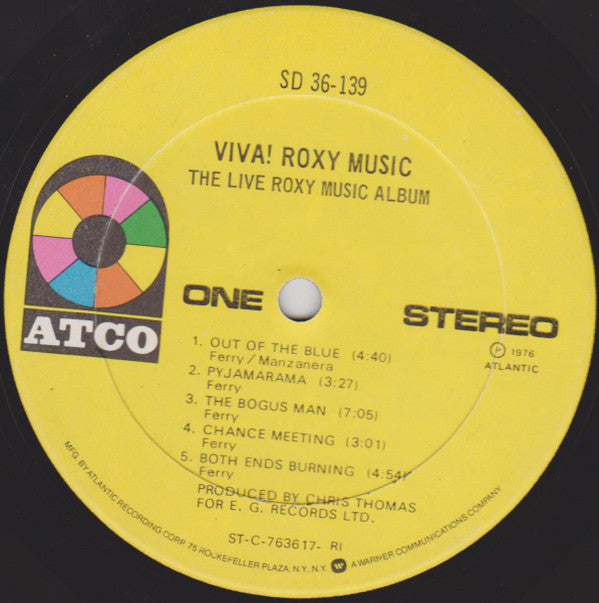 SD 36-139
VIVA! ROXY MUSIC
THE LIVE ROXY MUSIC ALBUM
ATCO
ONE
STEREO
℗ 1976
ATLANTIC
1. OUT OF THE BLUE (4:40)
Ferry / Manzanera
2. PYJAMARAMA (3:27)
Ferry
3. THE BOGUS MAN (7:05)
Ferry
4. CHANCE MEETING (3:01)
Ferry
5. BOTH ENDS BURNING (4:54)
Ferry
PRODUCED BY CHRIS THOMAS
FOR E. G. RECORDS LTD.
ST-C-763617- RI
MFG. BY ATLANTIC RECORDING CORP. 75 ROCKEFELLER PLAZA, N.Y. N.Y. A WARNER COMMUNICATIONS COMPANY